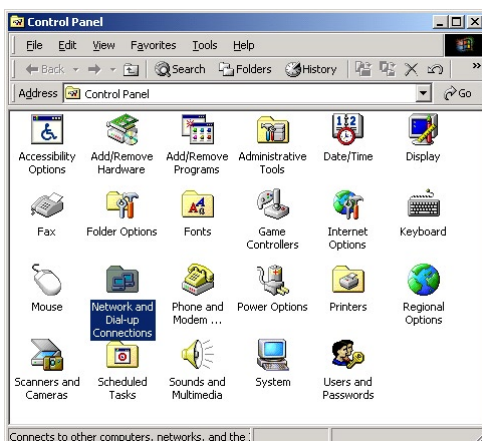 Control Panel
File Edit View Favorites Tools Help
Back Search Folders History »
Address Control Panel Go
Accessibility Options
Add/Remove Hardware
Add/Remove Programs
Administrative Tools
Date/Time
Display
Fax
Folder Options
Fonts
Game Controllers
Internet Options
Keyboard
Mouse
Network and Dial-up Connections
Phone and Modem ...
Power Options
Printers
Regional Options
Scanners and Cameras
Scheduled Tasks
Sounds and Multimedia
System
Users and Passwords
Connects to other computers, networks, and the